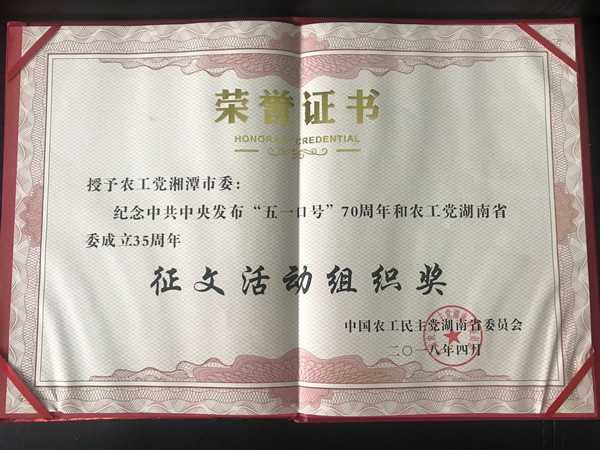 荣誉证书
HONORARY CREDENTIAL
授予农工党湘潭市委：
纪念中共中央发布“五一口号”70周年和农工党湖南省
委成立35周年
征文活动组织奖
中国农工民主党湖南省委员会
二〇一八年四月